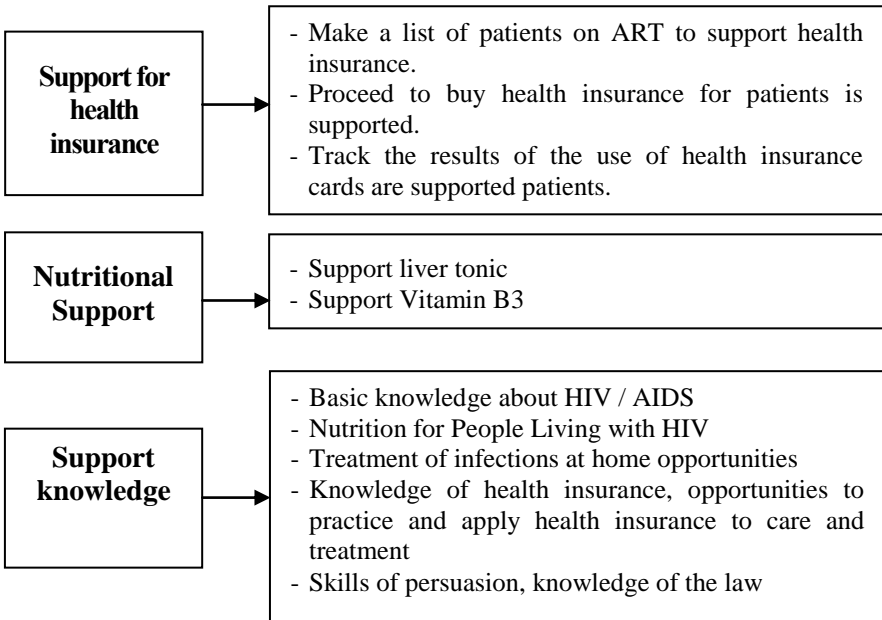 Support for
health
insurance
- Make a list of patients on ART to support health
insurance.
- Proceed to buy health insurance for patients is
supported.
- Track the results of the use of health insurance
cards are supported patients.
Nutritional
Support
- Support liver tonic
- Support Vitamin B3
Support
knowledge
- Basic knowledge about HIV / AIDS
- Nutrition for People Living with HIV
- Treatment of infections at home opportunities
- Knowledge of health insurance, opportunities to
practice and apply health insurance to care and
treatment
- Skills of persuasion, knowledge of the law